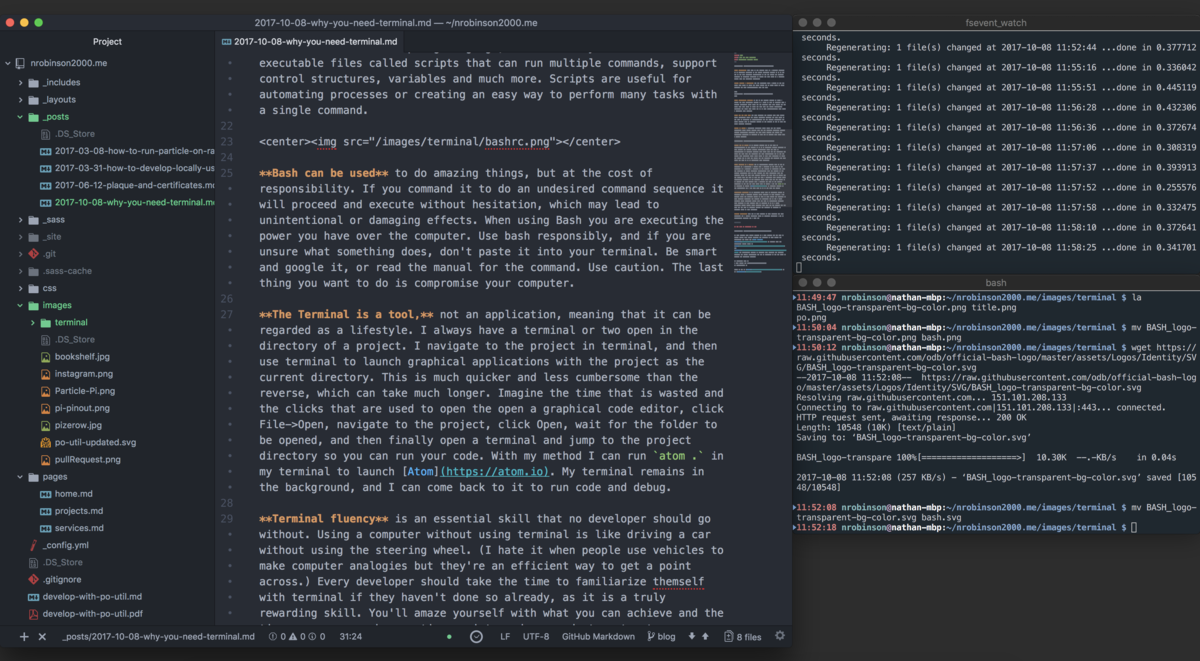 2017-10-08-why-you-need-terminal.md — ~/nrobinson2000.me
Project
nrobinson2000.me
_includes
_layouts
_posts
.DS_Store
2017-03-08-how-to-run-particle-on-ra
2017-03-31-how-to-develop-locally-us
2017-06-12-plaque-and-certificates.md
2017-10-08-why-you-need-terminal.md
_sass
_site
.git
.sass-cache
css
images
terminal
.DS_Store
bookshelf.jpg
instagram.png
Particle-Pi.png
pi-pinout.png
pizerow.jpg
po-util-updated.svg
pullRequest.png
pages
home.md
projects.md
services.md
_config.yml
.DS_Store
.gitignore
develop-with-po-util.md
develop-with-po-util.pdf
2017-10-08-why-you-need-terminal.md
executable files called scripts that can run multiple commands, support
control structures, variables and much more. Scripts are useful for
automating processes or creating an easy way to perform many tasks with
a single command.
22
23 <center><img src="/images/terminal/bashrc.png"></center>
24
25 **Bash can be used** to do amazing things, but at the cost of
responsibility. If you command it to do an undesired command sequence it
will proceed and execute without hesitation, which may lead to
unintentional or damaging effects. When using Bash you are executing the
power you have over the computer. Use bash responsibly, and if you are
unsure what something does, don't paste it into your terminal. Be smart
and google it, or read the manual for the command. Use caution. The last
thing you want to do is compromise your computer.
26
27 **The Terminal is a tool,** not an application, meaning that it can be
regarded as a lifestyle. I always have a terminal or two open in the
directory of a project. I navigate to the project in terminal, and then
use terminal to launch graphical applications with the project as the
current directory. This is much quicker and less cumbersome than the
reverse, which can take much longer. Imagine the time that is wasted and
the clicks that are used to open the open a graphical code editor, click
File->Open, navigate to the project, click Open, wait for the folder to
be opened, and then finally open a terminal and jump to the project
directory so you can run your code. With my method I can run `atom .` in
my terminal to launch [Atom](https://atom.io). My terminal remains in
the background, and I can come back to it to run code and debug.
28
29 **Terminal fluency** is an essential skill that no developer should go
without. Using a computer without using terminal is like driving a car
without using the steering wheel. (I hate it when people use vehicles to
make computer analogies but they're an efficient way to get a point
across.) Every developer should take the time to familiarize themself
with terminal if they haven't done so already, as it is a truly
rewarding skill. You'll amaze yourself with what you can achieve and the
_posts/2017-10-08-why-you-need-terminal.md 0 0 0 31:24 LF UTF-8 GitHub Markdown blog 8 files
fsevent_watch
seconds.
Regenerating: 1 file(s) changed at 2017-10-08 11:52:44 ...done in 0.377712
seconds.
Regenerating: 1 file(s) changed at 2017-10-08 11:55:16 ...done in 0.336042
seconds.
Regenerating: 1 file(s) changed at 2017-10-08 11:55:51 ...done in 0.445119
seconds.
Regenerating: 1 file(s) changed at 2017-10-08 11:56:28 ...done in 0.432306
seconds.
Regenerating: 1 file(s) changed at 2017-10-08 11:56:36 ...done in 0.372674
seconds.
Regenerating: 1 file(s) changed at 2017-10-08 11:57:06 ...done in 0.308319
seconds.
Regenerating: 1 file(s) changed at 2017-10-08 11:57:37 ...done in 0.393913
seconds.
Regenerating: 1 file(s) changed at 2017-10-08 11:57:52 ...done in 0.255576
seconds.
Regenerating: 1 file(s) changed at 2017-10-08 11:57:58 ...done in 0.332475
seconds.
Regenerating: 1 file(s) changed at 2017-10-08 11:58:10 ...done in 0.372641
seconds.
Regenerating: 1 file(s) changed at 2017-10-08 11:58:25 ...done in 0.341701
seconds.
bash
11:49:47 nrobinson@nathan-mbp:~/nrobinson2000.me/images/terminal $ la
BASH_logo-transparent-bg-color.png title.png
po.png
11:50:04 nrobinson@nathan-mbp:~/nrobinson2000.me/images/terminal $ mv BASH_logo-
transparent-bg-color.png bash.png
11:50:12 nrobinson@nathan-mbp:~/nrobinson2000.me/images/terminal $ wget https://
raw.githubusercontent.com/odb/official-bash-logo/master/assets/Logos/Identity/SV
G/BASH_logo-transparent-bg-color.svg
--2017-10-08 11:52:08-- https://raw.githubusercontent.com/odb/official-bash-log
o/master/assets/Logos/Identity/SVG/BASH_logo-transparent-bg-color.svg
Resolving raw.githubusercontent.com... 151.101.208.133
Connecting to raw.githubusercontent.com|151.101.208.133|:443... connected.
HTTP request sent, awaiting response... 200 OK
Length: 10548 (10K) [text/plain]
Saving to: ‘BASH_logo-transparent-bg-color.svg’
BASH_logo-transpare 100%[===================>] 10.30K --.-KB/s in 0.04s
2017-10-08 11:52:08 (257 KB/s) - ‘BASH_logo-transparent-bg-color.svg’ saved [105
48/10548]
11:52:08 nrobinson@nathan-mbp:~/nrobinson2000.me/images/terminal $ mv BASH_logo-
transparent-bg-color.svg bash.svg
11:52:18 nrobinson@nathan-mbp:~/nrobinson2000.me/images/terminal $